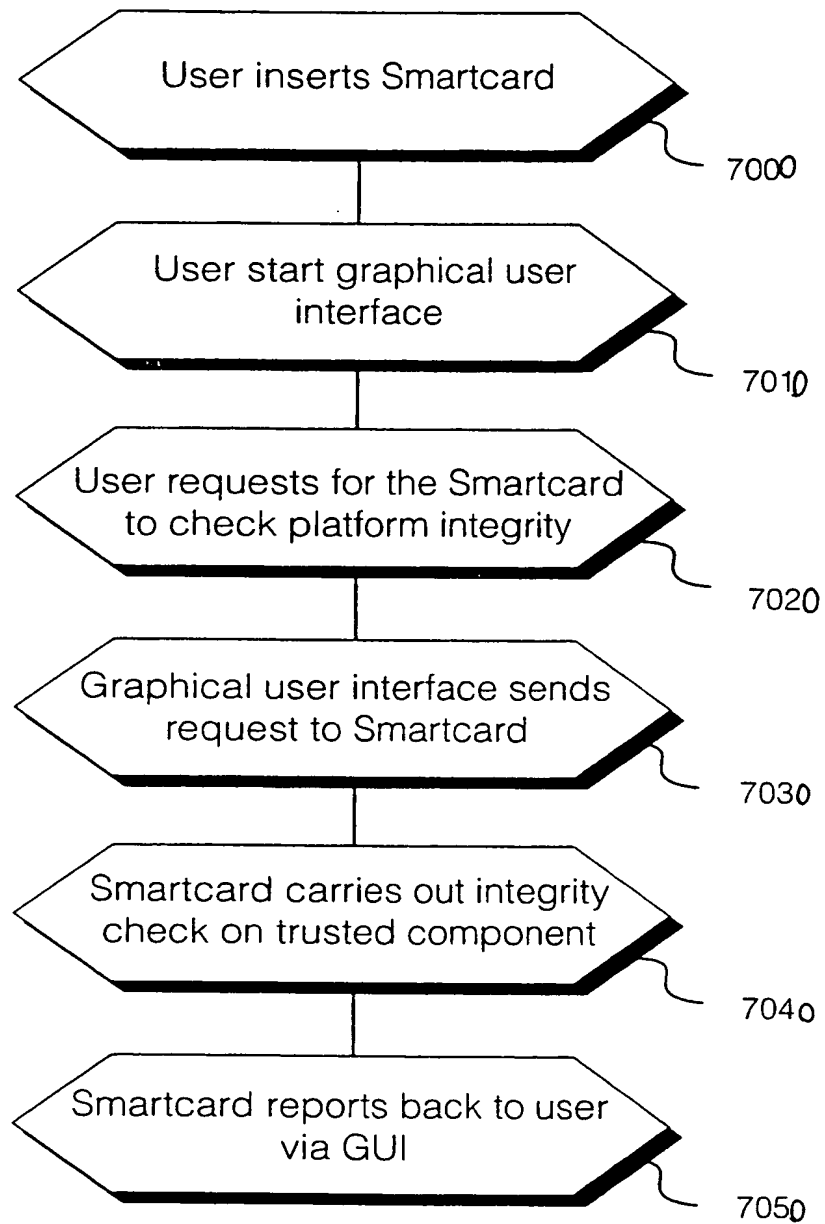 User inserts Smartcard
7000
User start graphical user
interface
7010
User requests for the Smartcard
to check platform integrity
7020
Graphical user interface sends
request to Smartcard
7030
Smartcard carries out integrity
check on trusted component
7040
Smartcard reports back to user
via GUI
7050